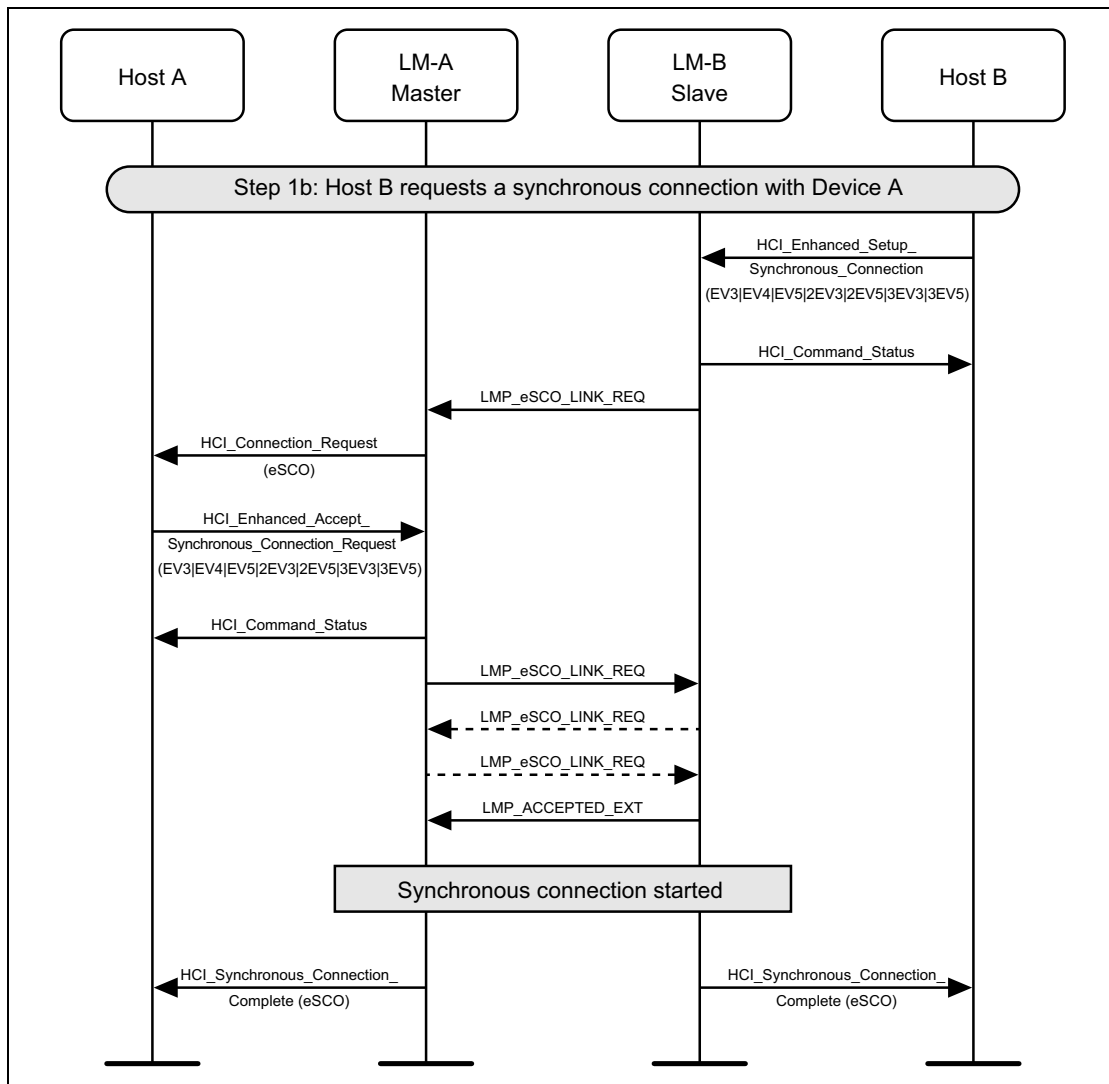 Host A
LM-A
Master
LM-B
Slave
Host B
Step 1b: Host B requests a synchronous connection with Device A
HCI_Enhanced_Setup_
Synchronous_Connection
(EV3|EV4|EV5|2EV3|2EV5|3EV3|3EV5)
HCI_Command_Status
LMP_eSCO_LINK_REQ
HCI_Connection_Request
(eSCO)
HCI_Enhanced_Accept_
Synchronous_Connection_Request
(EV3|EV4|EV5|2EV3|2EV5|3EV3|3EV5)
HCI_Command_Status
LMP_eSCO_LINK_REQ
LMP_eSCO_LINK_REQ
LMP_eSCO_LINK_REQ
LMP_ACCEPTED_EXT
Synchronous connection started
HCI_Synchronous_Connection_
Complete (eSCO)
HCI_Synchronous_Connection_
Complete (eSCO)